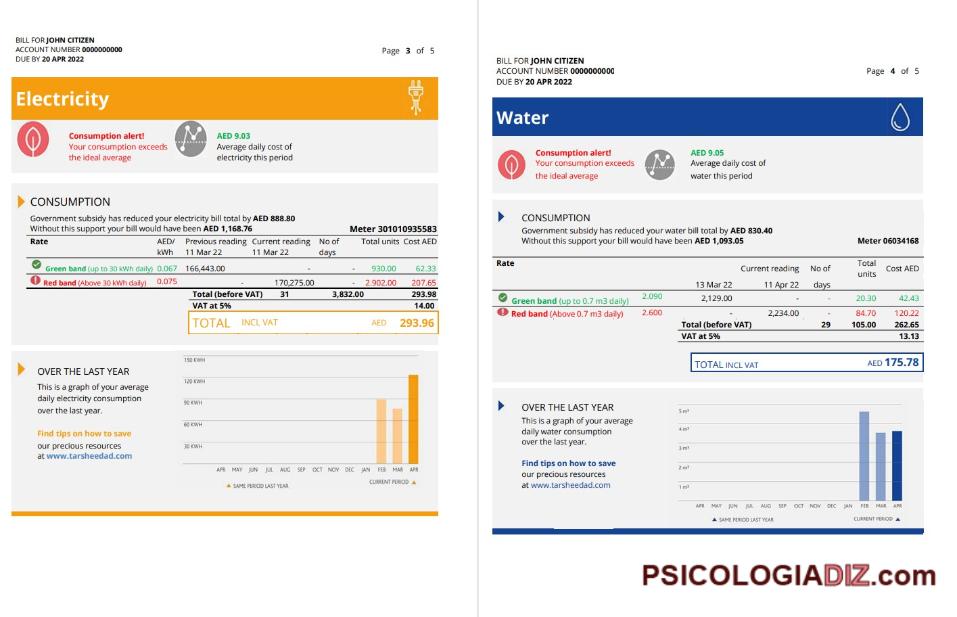 BILL FOR JOHN CITIZEN
ACCOUNT NUMBER 0000000000
DUE BY 20 APR 2022
Page 3 of 5
Electricity
Consumption alert!
Your consumption exceeds
the ideal average
AED 9.03
Average daily cost of
electricity this period
CONSUMPTION
Government subsidy has reduced your electricity bill total by AED 888.80
Without this support your bill would have been AED 1,168.76 Meter 301010935583
Rate AED/ Previous reading Current reading No of Total units Cost AED
kWh 11 Mar 22 11 Mar 22 days
Green band (up to 30 kWh daily) 0.067 166,443.00 - - 930.00 62.33
Red band (Above 30 kWh daily) 0.075 - 170,275.00 - 2.902.00 207.65
Total (before VAT) 31 3,832.00 293.98
VAT at 5% 14.00
TOTAL INCL VAT AED 293.96
OVER THE LAST YEAR
This is a graph of your average
daily electricity consumption
over the last year.
Find tips on how to save
our precious resources
at www.tarsheedad.com
150 KWH
120 KWH
90 KWH
60 KWH
30 KWH
APR MAY JUN JUL AUG SEP OCT NOV DEC JAN FEB MAR APR
SAME PERIOD LAST YEAR CURRENT PERIOD
BILL FOR JOHN CITIZEN
ACCOUNT NUMBER 0000000000
DUE BY 20 APR 2022
Page 4 of 5
Water
Consumption alert!
Your consumption exceeds
the ideal average
AED 9.05
Average daily cost of
water this period
CONSUMPTION
Government subsidy has reduced your water bill total by AED 830.40
Without this support your bill would have been AED 1,093.05 Meter 06034168
Rate Current reading No of Total units Cost AED
13 Mar 22 11 Apr 22 days
Green band (up to 0.7 m3 daily) 2.090 2,129.00 - - 20.30 42.43
Red band (Above 0.7 m3 daily) 2.600 - 2,234.00 - 84.70 120.22
Total (before VAT) 29 105.00 262.65
VAT at 5% 13.13
TOTAL INCL VAT AED 175.78
OVER THE LAST YEAR
This is a graph of your average
daily water consumption
over the last year.
Find tips on how to save
our precious resources
at www.tarsheedad.com
5 m³
4 m³
3 m³
2 m³
1 m³
APR MAY JUN JUL AUG SEP OCT NOV DEC JAN FEB MAR APR
SAME PERIOD LAST YEAR CURRENT PERIOD
PSICOLOGIADIZ.com